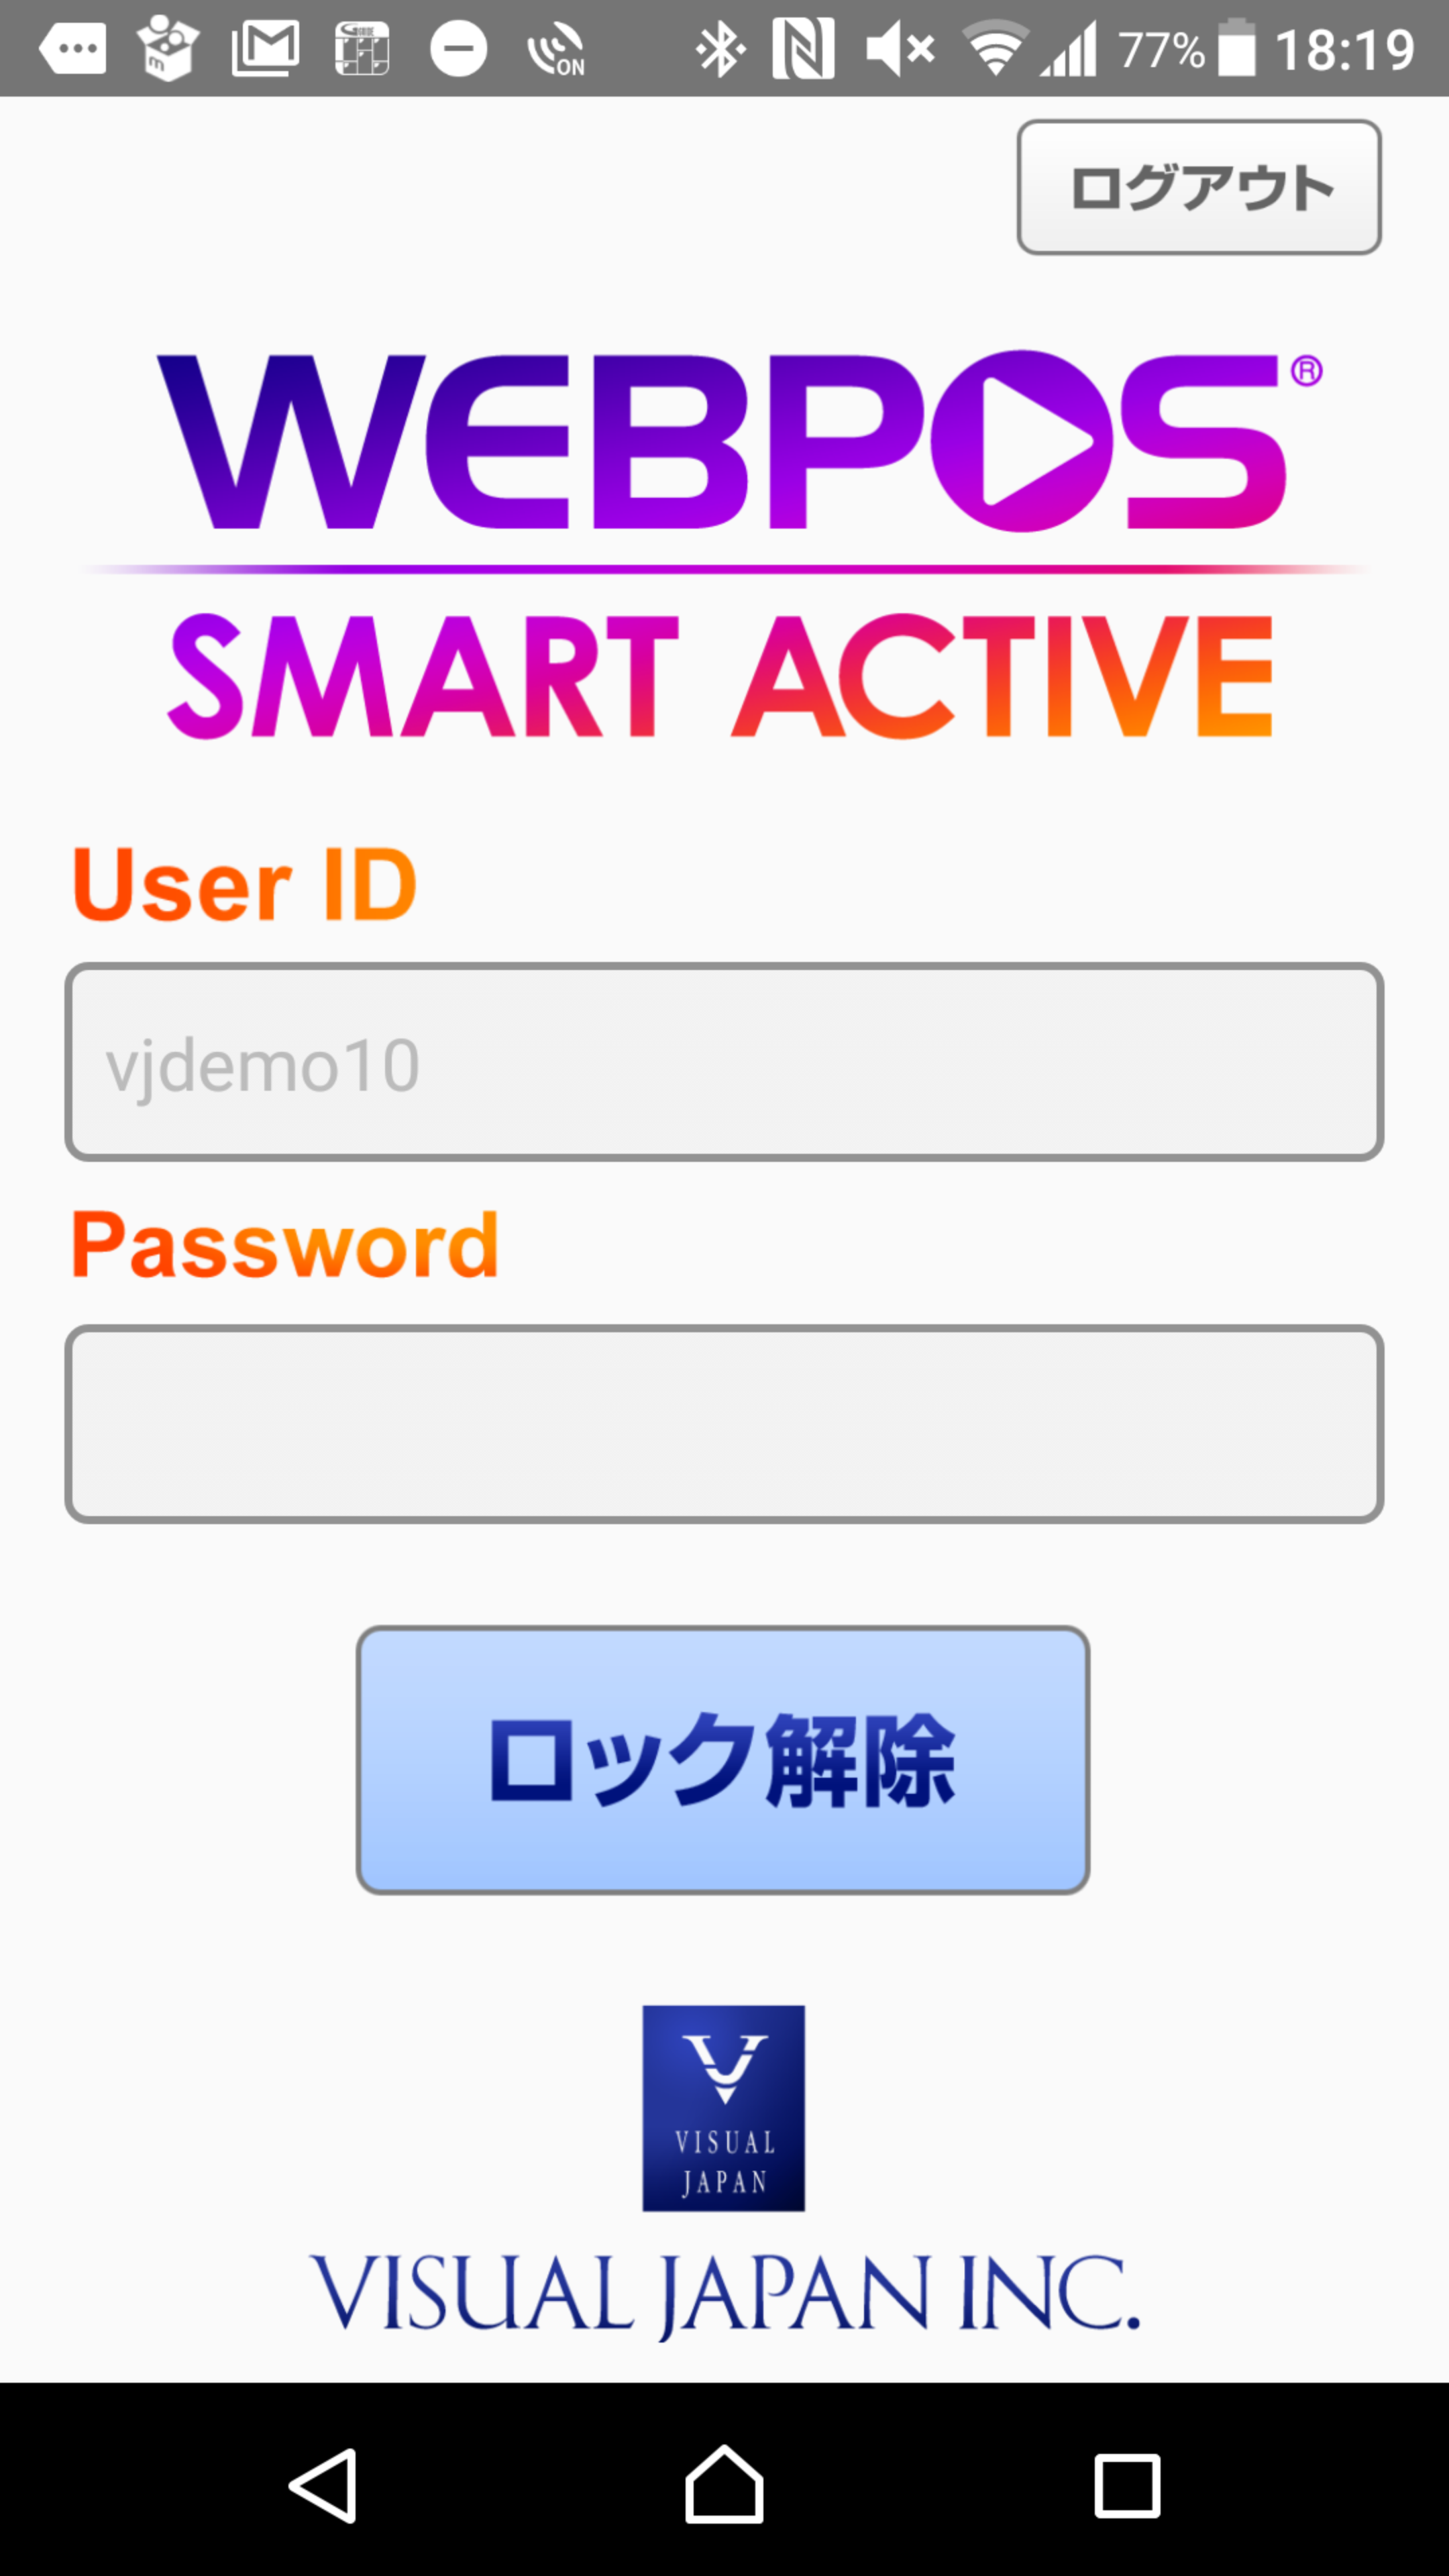 ON
77%
18:19
ログアウト
WEBPOS®
SMART ACTIVE
User ID
vjdemo10
Password
ロック解除
VISUAL
JAPAN
VISUAL JAPAN INC.